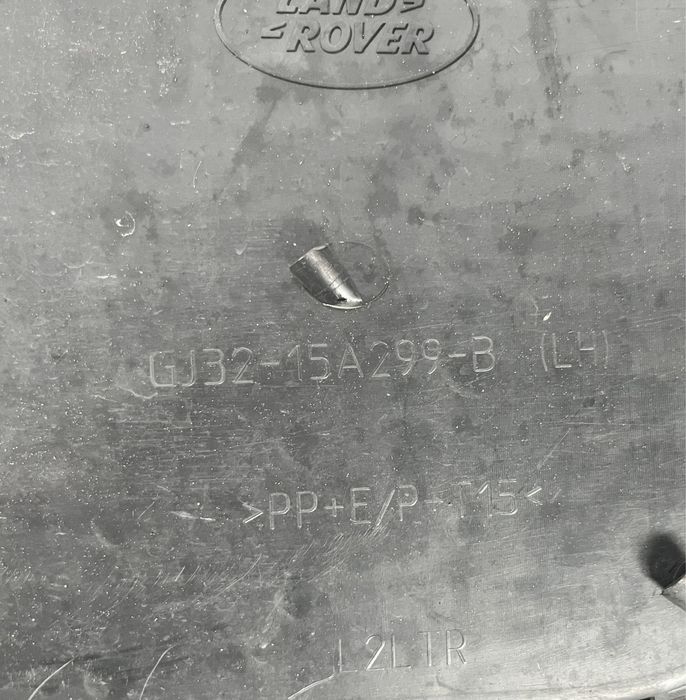 LAND
ROVER
GJ32-15A299-B (LH)
>PP+E/P-T15<
L2LTR